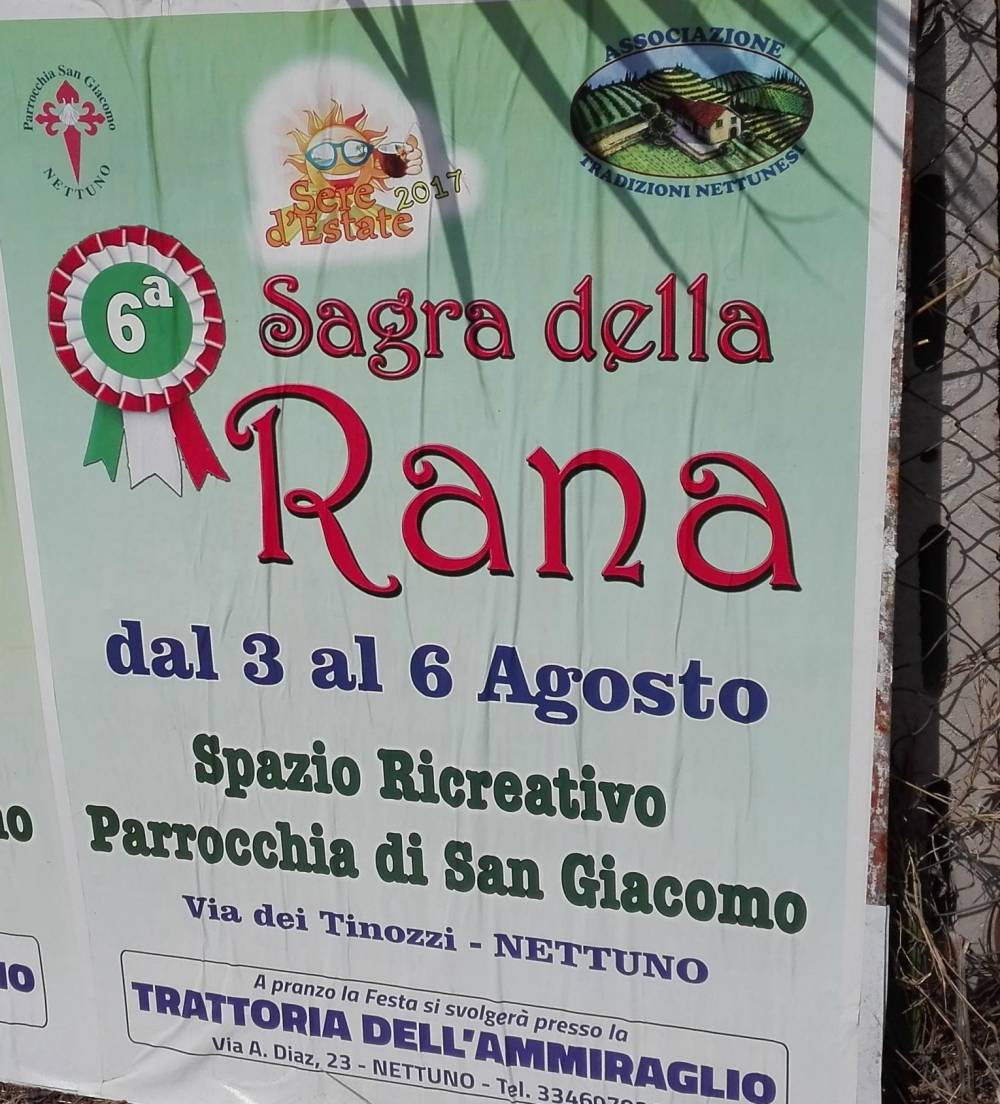 Parrocchia San Giacomo
NETTUNO
Sere
d'Estate 2017
ASSOCIAZIONE
TRADIZIONI NETTUNESI
6a
Sagra della
Rana
dal 3 al 6 Agosto
Spazio Ricreativo
Parrocchia di San Giacomo
Via dei Tinozzi - NETTUNO
A pranzo la Festa si svolgerà presso la
TRATTORIA DELL'AMMIRAGLIO
Via A. Diaz, 23 - NETTUNO - Tel.